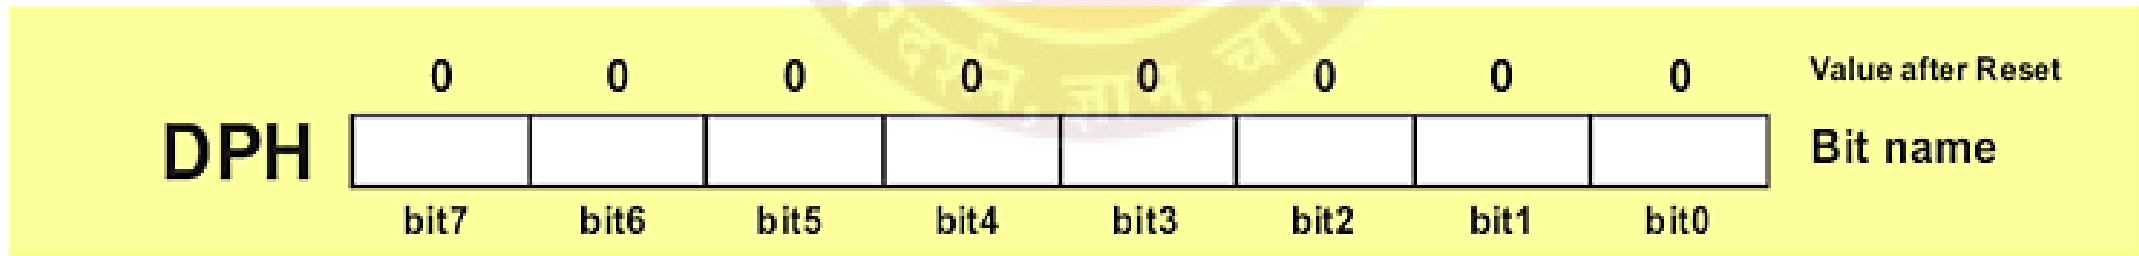 0 0 0 0 0 0 0 0 Value after Reset
DPH Bit name
bit7 bit6 bit5 bit4 bit3 bit2 bit1 bit0